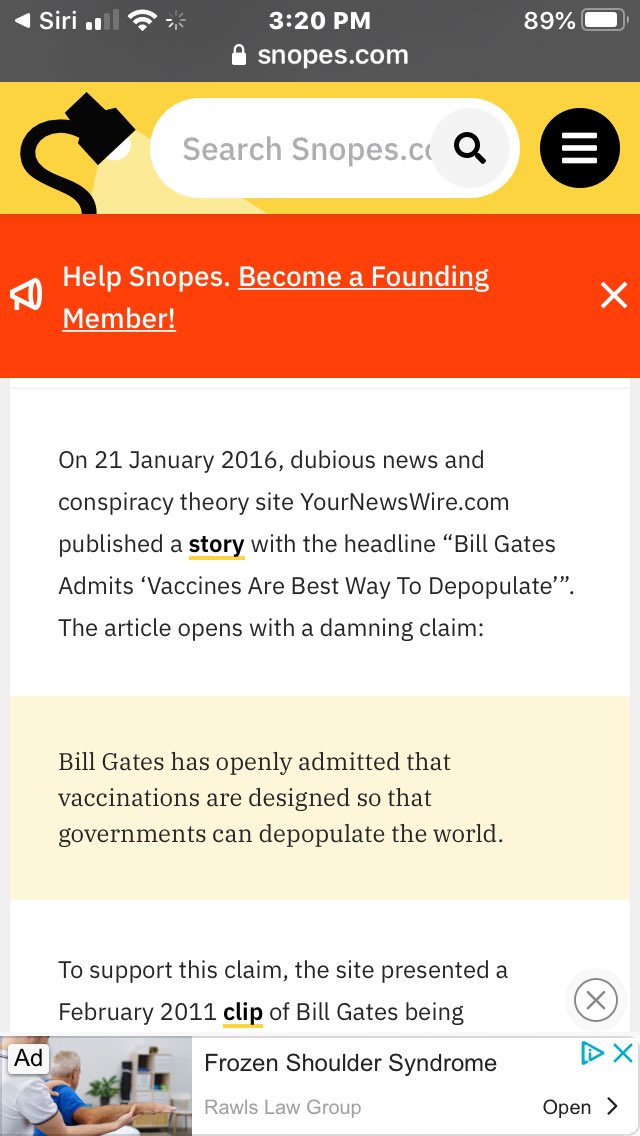 Siri
3:20 PM
89%
snopes.com
Search Snopes.co
Help Snopes. Become a Founding
Member!
On 21 January 2016, dubious news and
conspiracy theory site YourNewsWire.com
published a story with the headline “Bill Gates
Admits ‘Vaccines Are Best Way To Depopulate’”.
The article opens with a damning claim:
Bill Gates has openly admitted that
vaccinations are designed so that
governments can depopulate the world.
To support this claim, the site presented a
February 2011 clip of Bill Gates being
Ad
Frozen Shoulder Syndrome
Rawls Law Group
Open